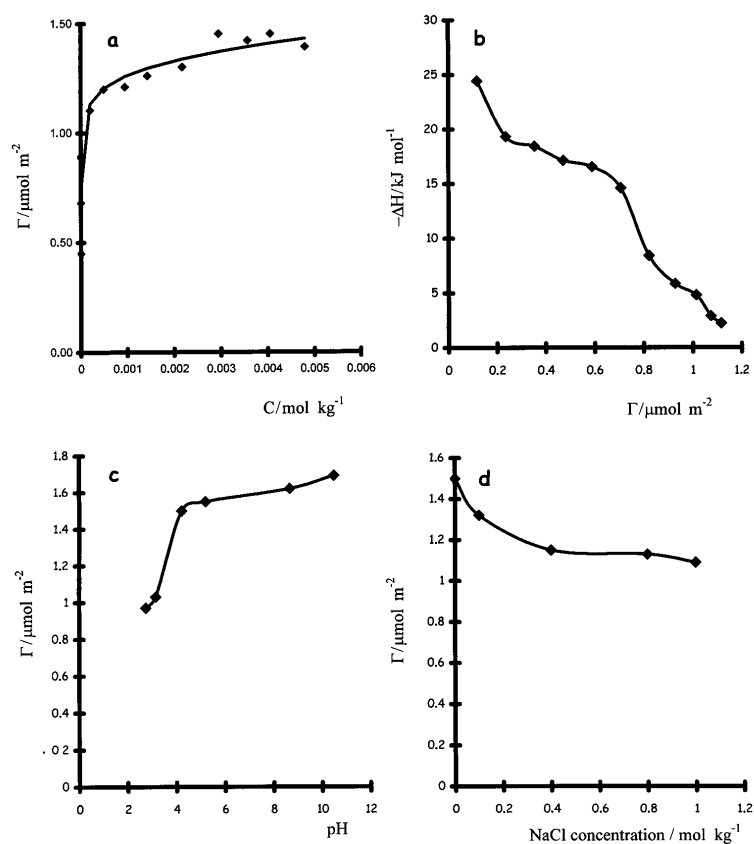 a
1.50
1.00
0.50
0.00
Γ/μmol m-2
0 0.001 0.002 0.003 0.004 0.005 0.006
C/mol kg-1
b
30
25
20
15
10
5
0
−ΔH/kJ mol-1
0 0.2 0.4 0.6 0.8 1 1.2
Γ/μmol m-2
c
1.8
1.6
1.4
1.2
1
0.8
0.6
0.4
0 2
0
Γ/μmol m-2
0 2 4 6 8 10 12
pH
d
1.6
1.4
1.2
1
0.8
0.6
0.4
0.2
0
Γ/μmol m-2
0 0.2 0.4 0.6 0.8 1 1.2
NaCl concentration / mol kg-1